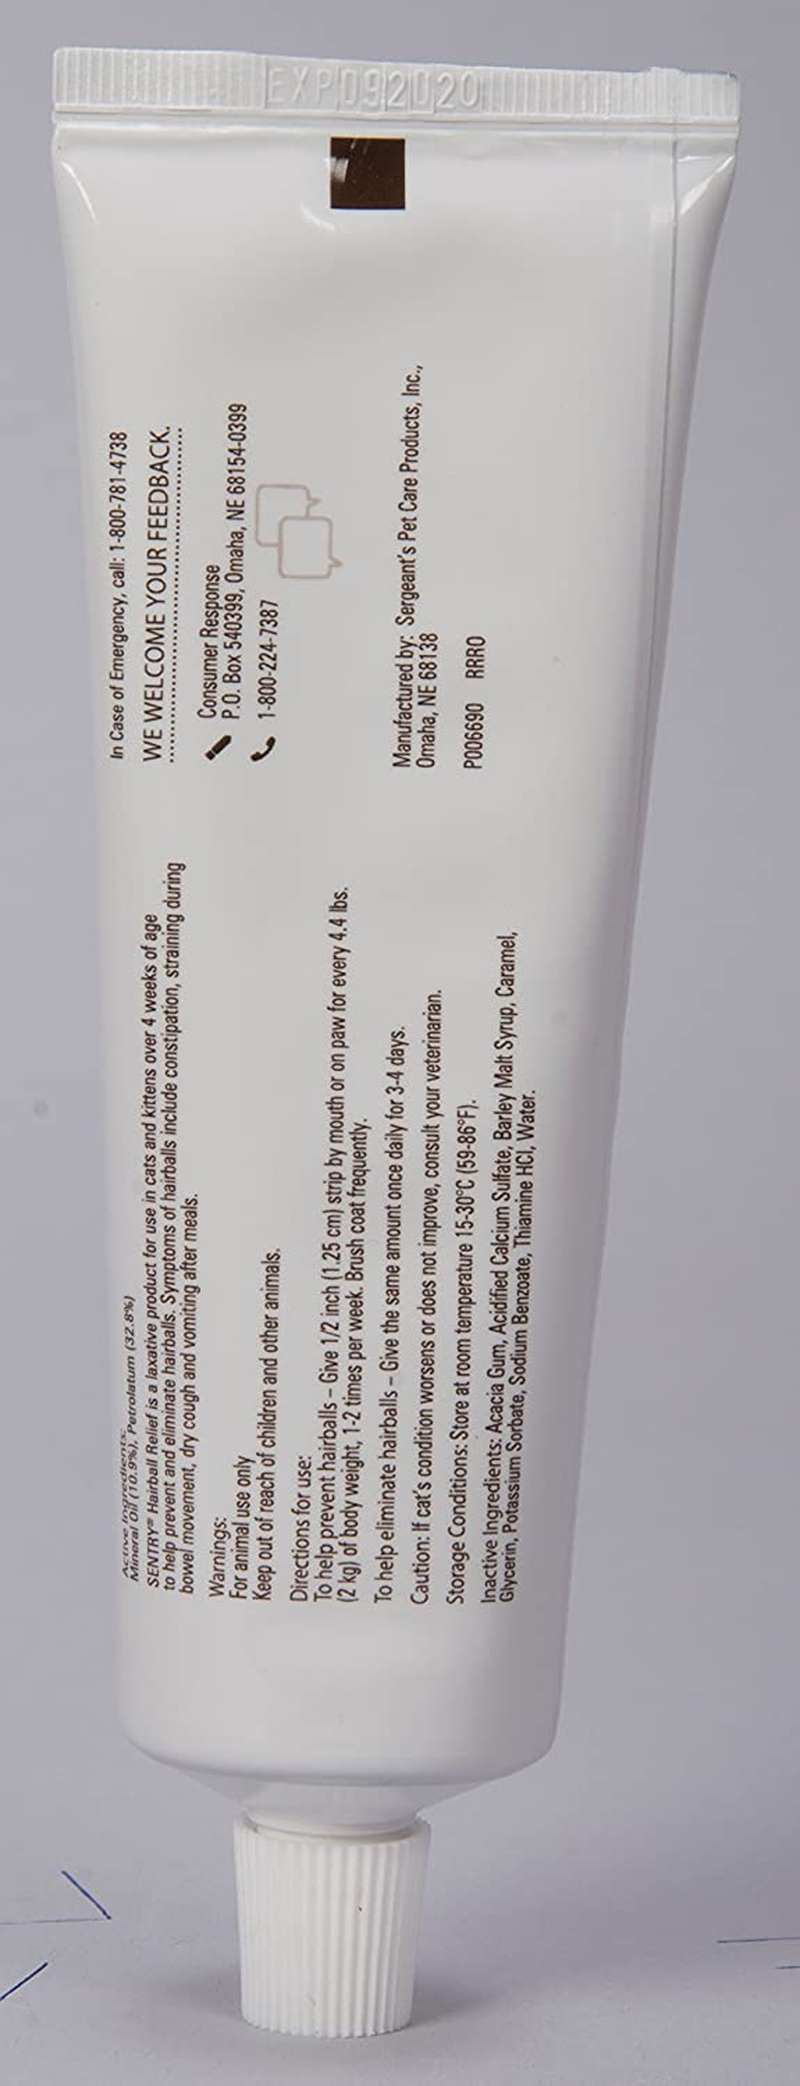 EXP092020
Active Ingredients:
Mineral Oil (10.9%), Petrolatum (32.8%)
SENTRY® Hairball Relief is a laxative product for use in cats and kittens over 4 weeks of age
to help prevent and eliminate hairballs. Symptoms of hairballs include constipation, straining during
bowel movement, dry cough and vomiting after meals.
Warnings:
For animal use only
Keep out of reach of children and other animals.
Directions for use:
To help prevent hairballs – Give 1/2 inch (1.25 cm) strip by mouth or on paw for every 4.4 lbs.
(2 kg) of body weight, 1-2 times per week. Brush coat frequently.
To help eliminate hairballs – Give the same amount once daily for 3-4 days.
Caution: If cat's condition worsens or does not improve, consult your veterinarian.
Storage Conditions: Store at room temperature 15-30°C (59-86°F).
Inactive Ingredients: Acacia Gum, Acidified Calcium Sulfate, Barley Malt Syrup, Caramel,
Glycerin, Potassium Sorbate, Sodium Benzoate, Thiamine HCl, Water.
In Case of Emergency, call: 1-800-781-4738
WE WELCOME YOUR FEEDBACK.
Consumer Response
P.O. Box 540399, Omaha, NE 68154-0399
1-800-224-7387
Manufactured by: Sergeant's Pet Care Products, Inc.,
Omaha, NE 68138
P006690 RRR0